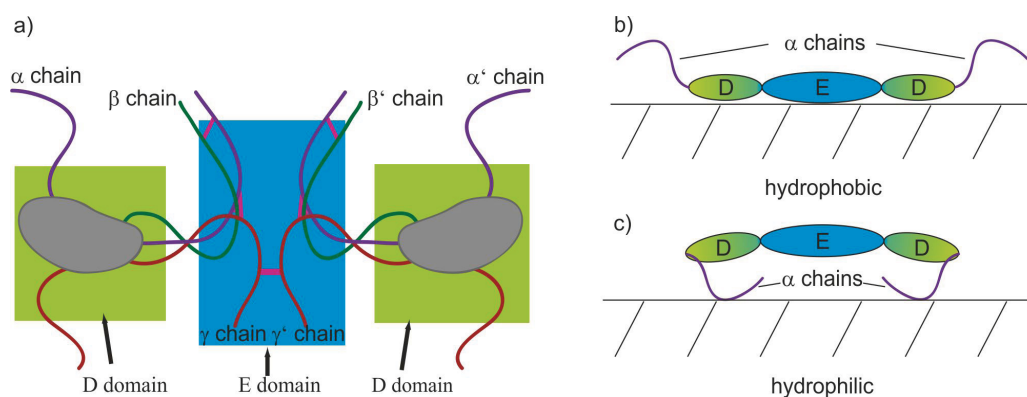 a)
α chain
β chain
β‘ chain
α‘ chain
γ chain γ‘ chain
D domain
E domain
D domain
b)
α chains
D
E
D
hydrophobic
c)
D
E
D
α chains
hydrophilic